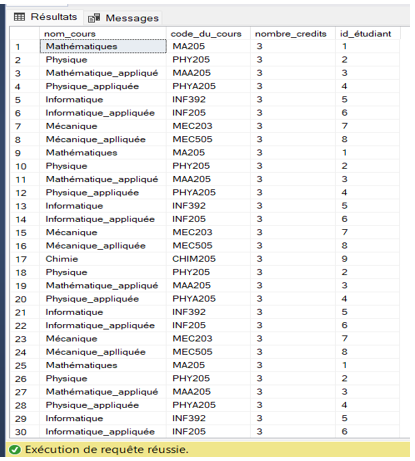 Résultats Messages
nom_cours code_du_cours nombre_credits id_étudiant
1 Mathématiques MA205 3 1
2 Physique PHY205 3 2
3 Mathématique_appliqué MAA205 3 3
4 Physique_appliquée PHYA205 3 4
5 Informatique INF392 3 5
6 Informatique_appliquée INF205 3 6
7 Mécanique MEC203 3 7
8 Mécanique_aplliquée MEC505 3 8
9 Mathématiques MA205 3 1
10 Physique PHY205 3 2
11 Mathématique_appliqué MAA205 3 3
12 Physique_appliquée PHYA205 3 4
13 Informatique INF392 3 5
14 Informatique_appliquée INF205 3 6
15 Mécanique MEC203 3 7
16 Mécanique_aplliquée MEC505 3 8
17 Chimie CHIM205 3 9
18 Physique PHY205 3 2
19 Mathématique_appliqué MAA205 3 3
20 Physique_appliquée PHYA205 3 4
21 Informatique INF392 3 5
22 Informatique_appliquée INF205 3 6
23 Mécanique MEC203 3 7
24 Mécanique_aplliquée MEC505 3 8
25 Mathématiques MA205 3 1
26 Physique PHY205 3 2
27 Mathématique_appliqué MAA205 3 3
28 Physique_appliquée PHYA205 3 4
29 Informatique INF392 3 5
30 Informatique_appliquée INF205 3 6
Exécution de requête réussie.